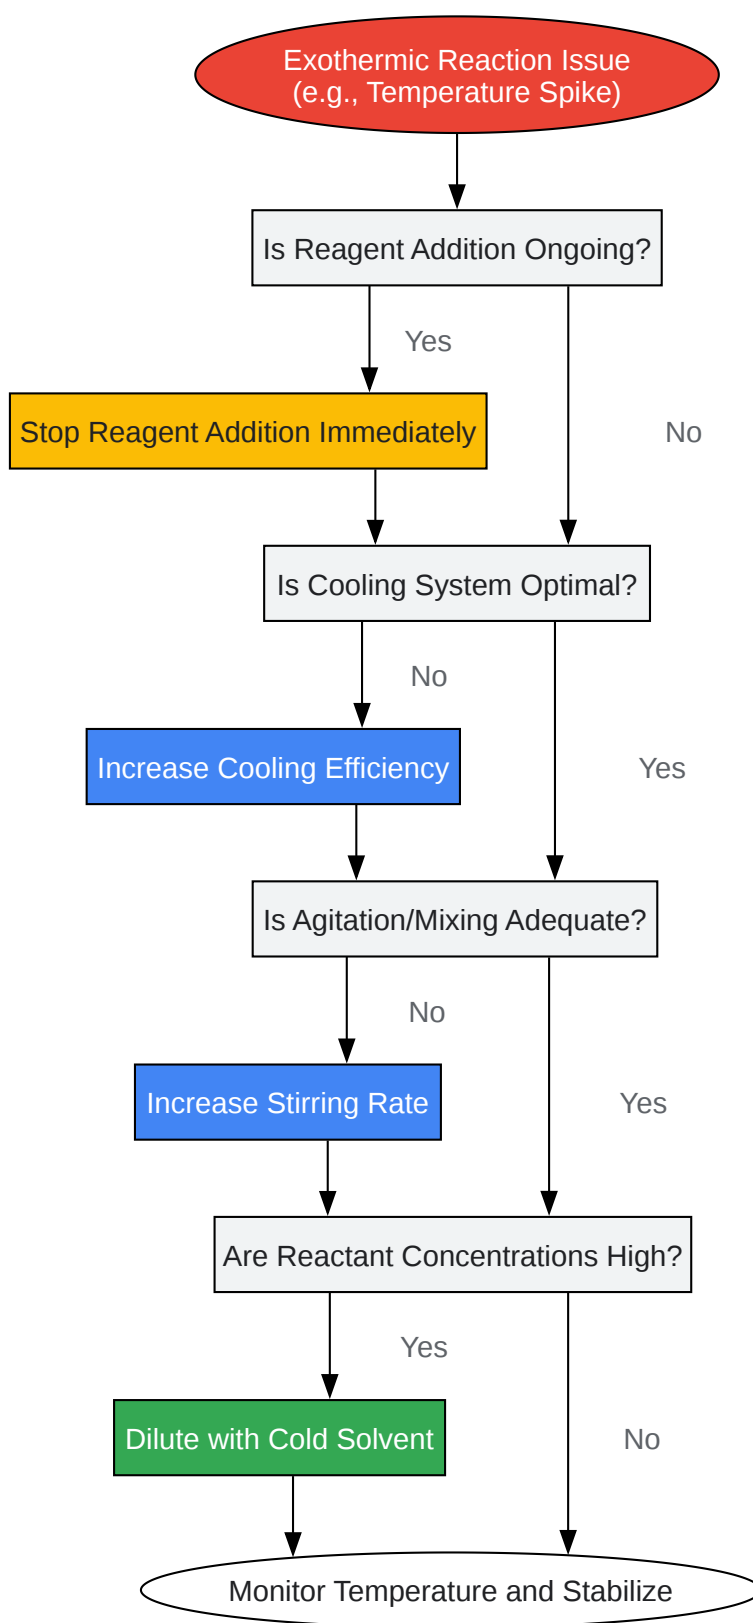 Exothermic Reaction Issue
(e.g., Temperature Spike)
Is Reagent Addition Ongoing?
Yes
Stop Reagent Addition Immediately
No
Is Cooling System Optimal?
No
Increase Cooling Efficiency
Yes
Is Agitation/Mixing Adequate?
No
Increase Stirring Rate
Yes
Are Reactant Concentrations High?
Yes
Dilute with Cold Solvent
No
Monitor Temperature and Stabilize